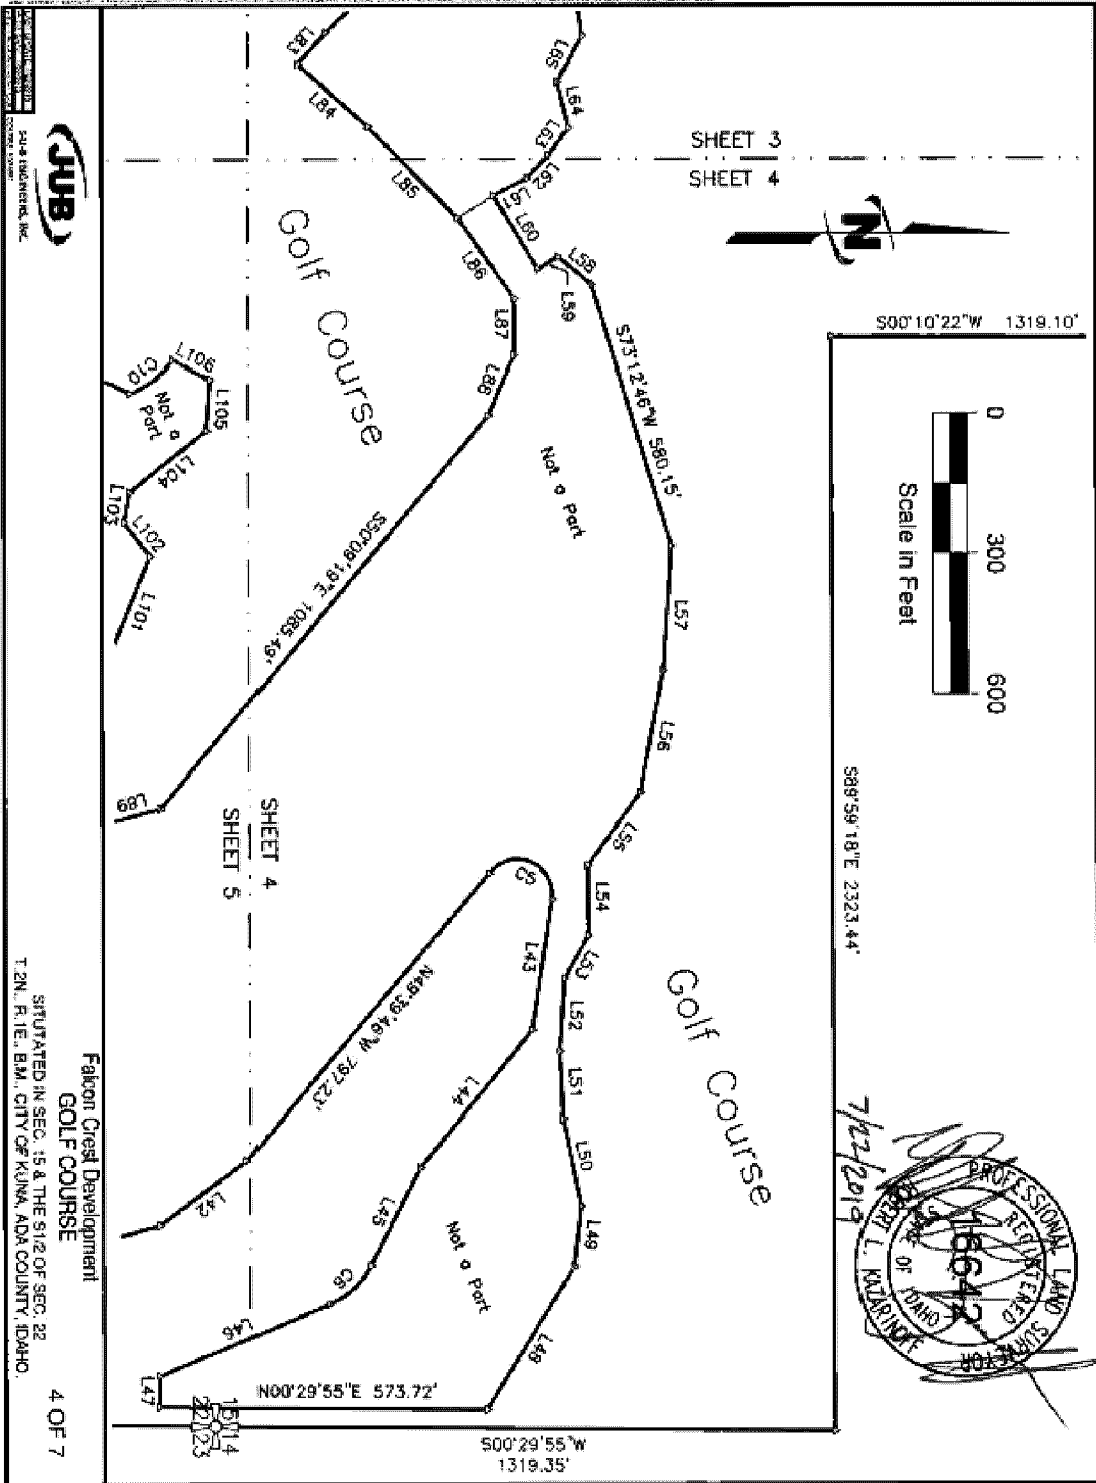 SHEET 3
SHEET 4
N
S00°10'22"W 1319.10'
0 300 600
Scale in Feet
S89°59'18"E 2323.44'
L83
L84
L85
L86
L87
L88
S50°09'19"E 1085.49'
L89
L65
L64
L63
L62
L61
L60
L59
L58
S73°12'46"W 580.15'
L57
L56
L55
L54
L53
L52
L51
L50
L49
L48
Golf Course
Not a Part
Golf Course
L106
L105
L104
L103
L102
L101
C10
Not a Part
SHEET 4
SHEET 5
C5
L43
N49°39'46"W 797.23'
L44
L42
L45
C6
L46
L47
Not a Part
N00°29'55"E 573.72'
15 14
22 23
S00°29'55"W
1319.35'
PROFESSIONAL LAND SURVEYOR
REGISTERED
16642
STATE OF IDAHO
ROBERT L. KAZARINOFF
7/22/2019
JUB
J-U-B ENGINEERS, INC.
Falcon Crest Development
GOLF COURSE
SITUTATED IN SEC. 15 & THE S1/2 OF SEC. 22
T.2N., R.1E., B.M., CITY OF KUNA, ADA COUNTY, IDAHO.
4 OF 7